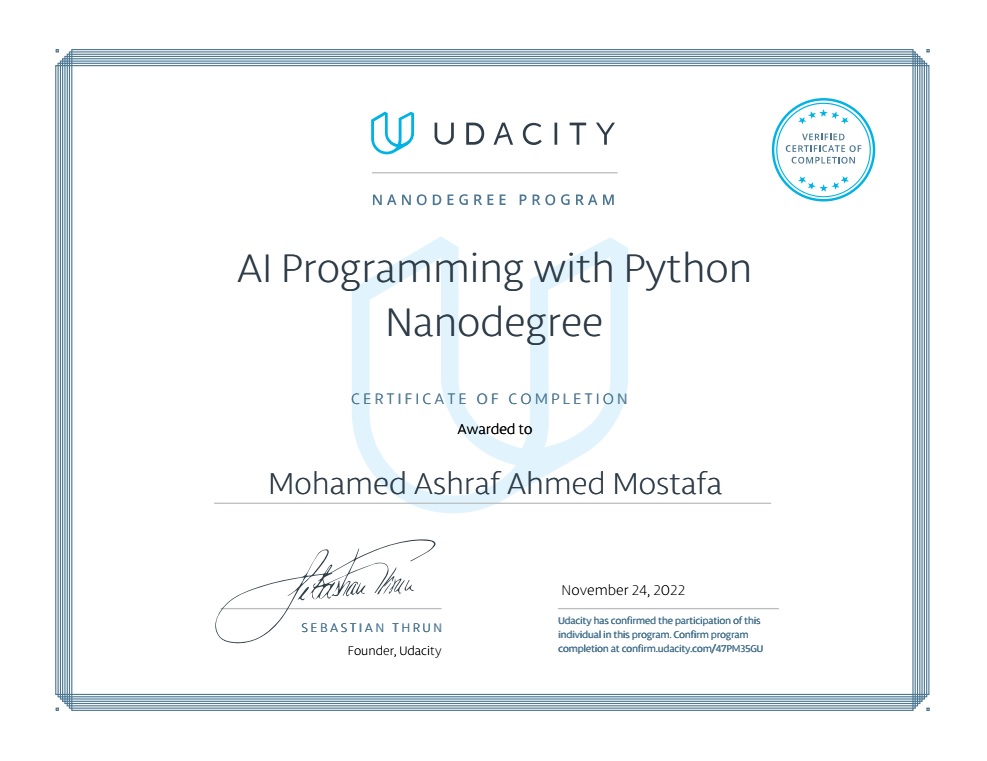 UDACITY
VERIFIED
CERTIFICATE OF
COMPLETION
NANODEGREE PROGRAM
AI Programming with Python
Nanodegree
CERTIFICATE OF COMPLETION
Awarded to
Mohamed Ashraf Ahmed Mostafa
Sebastian Thrun
SEBASTIAN THRUN
Founder, Udacity
November 24, 2022
Udacity has confirmed the participation of this
individual in this program. Confirm program
completion at confirm.udacity.com/47PM35GU